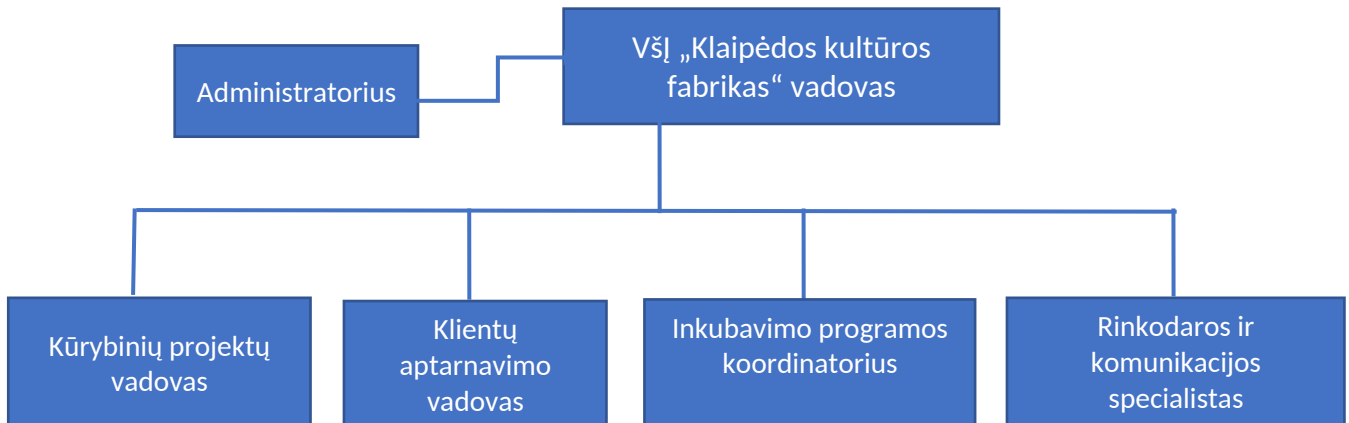 VšĮ „Klaipėdos kultūros
fabrikas“ vadovas
Administratorius
Kūrybinių projektų
vadovas
Klientų
aptarnavimo
vadovas
Inkubavimo programos
koordinatorius
Rinkodaros ir
komunikacijos
specialistas